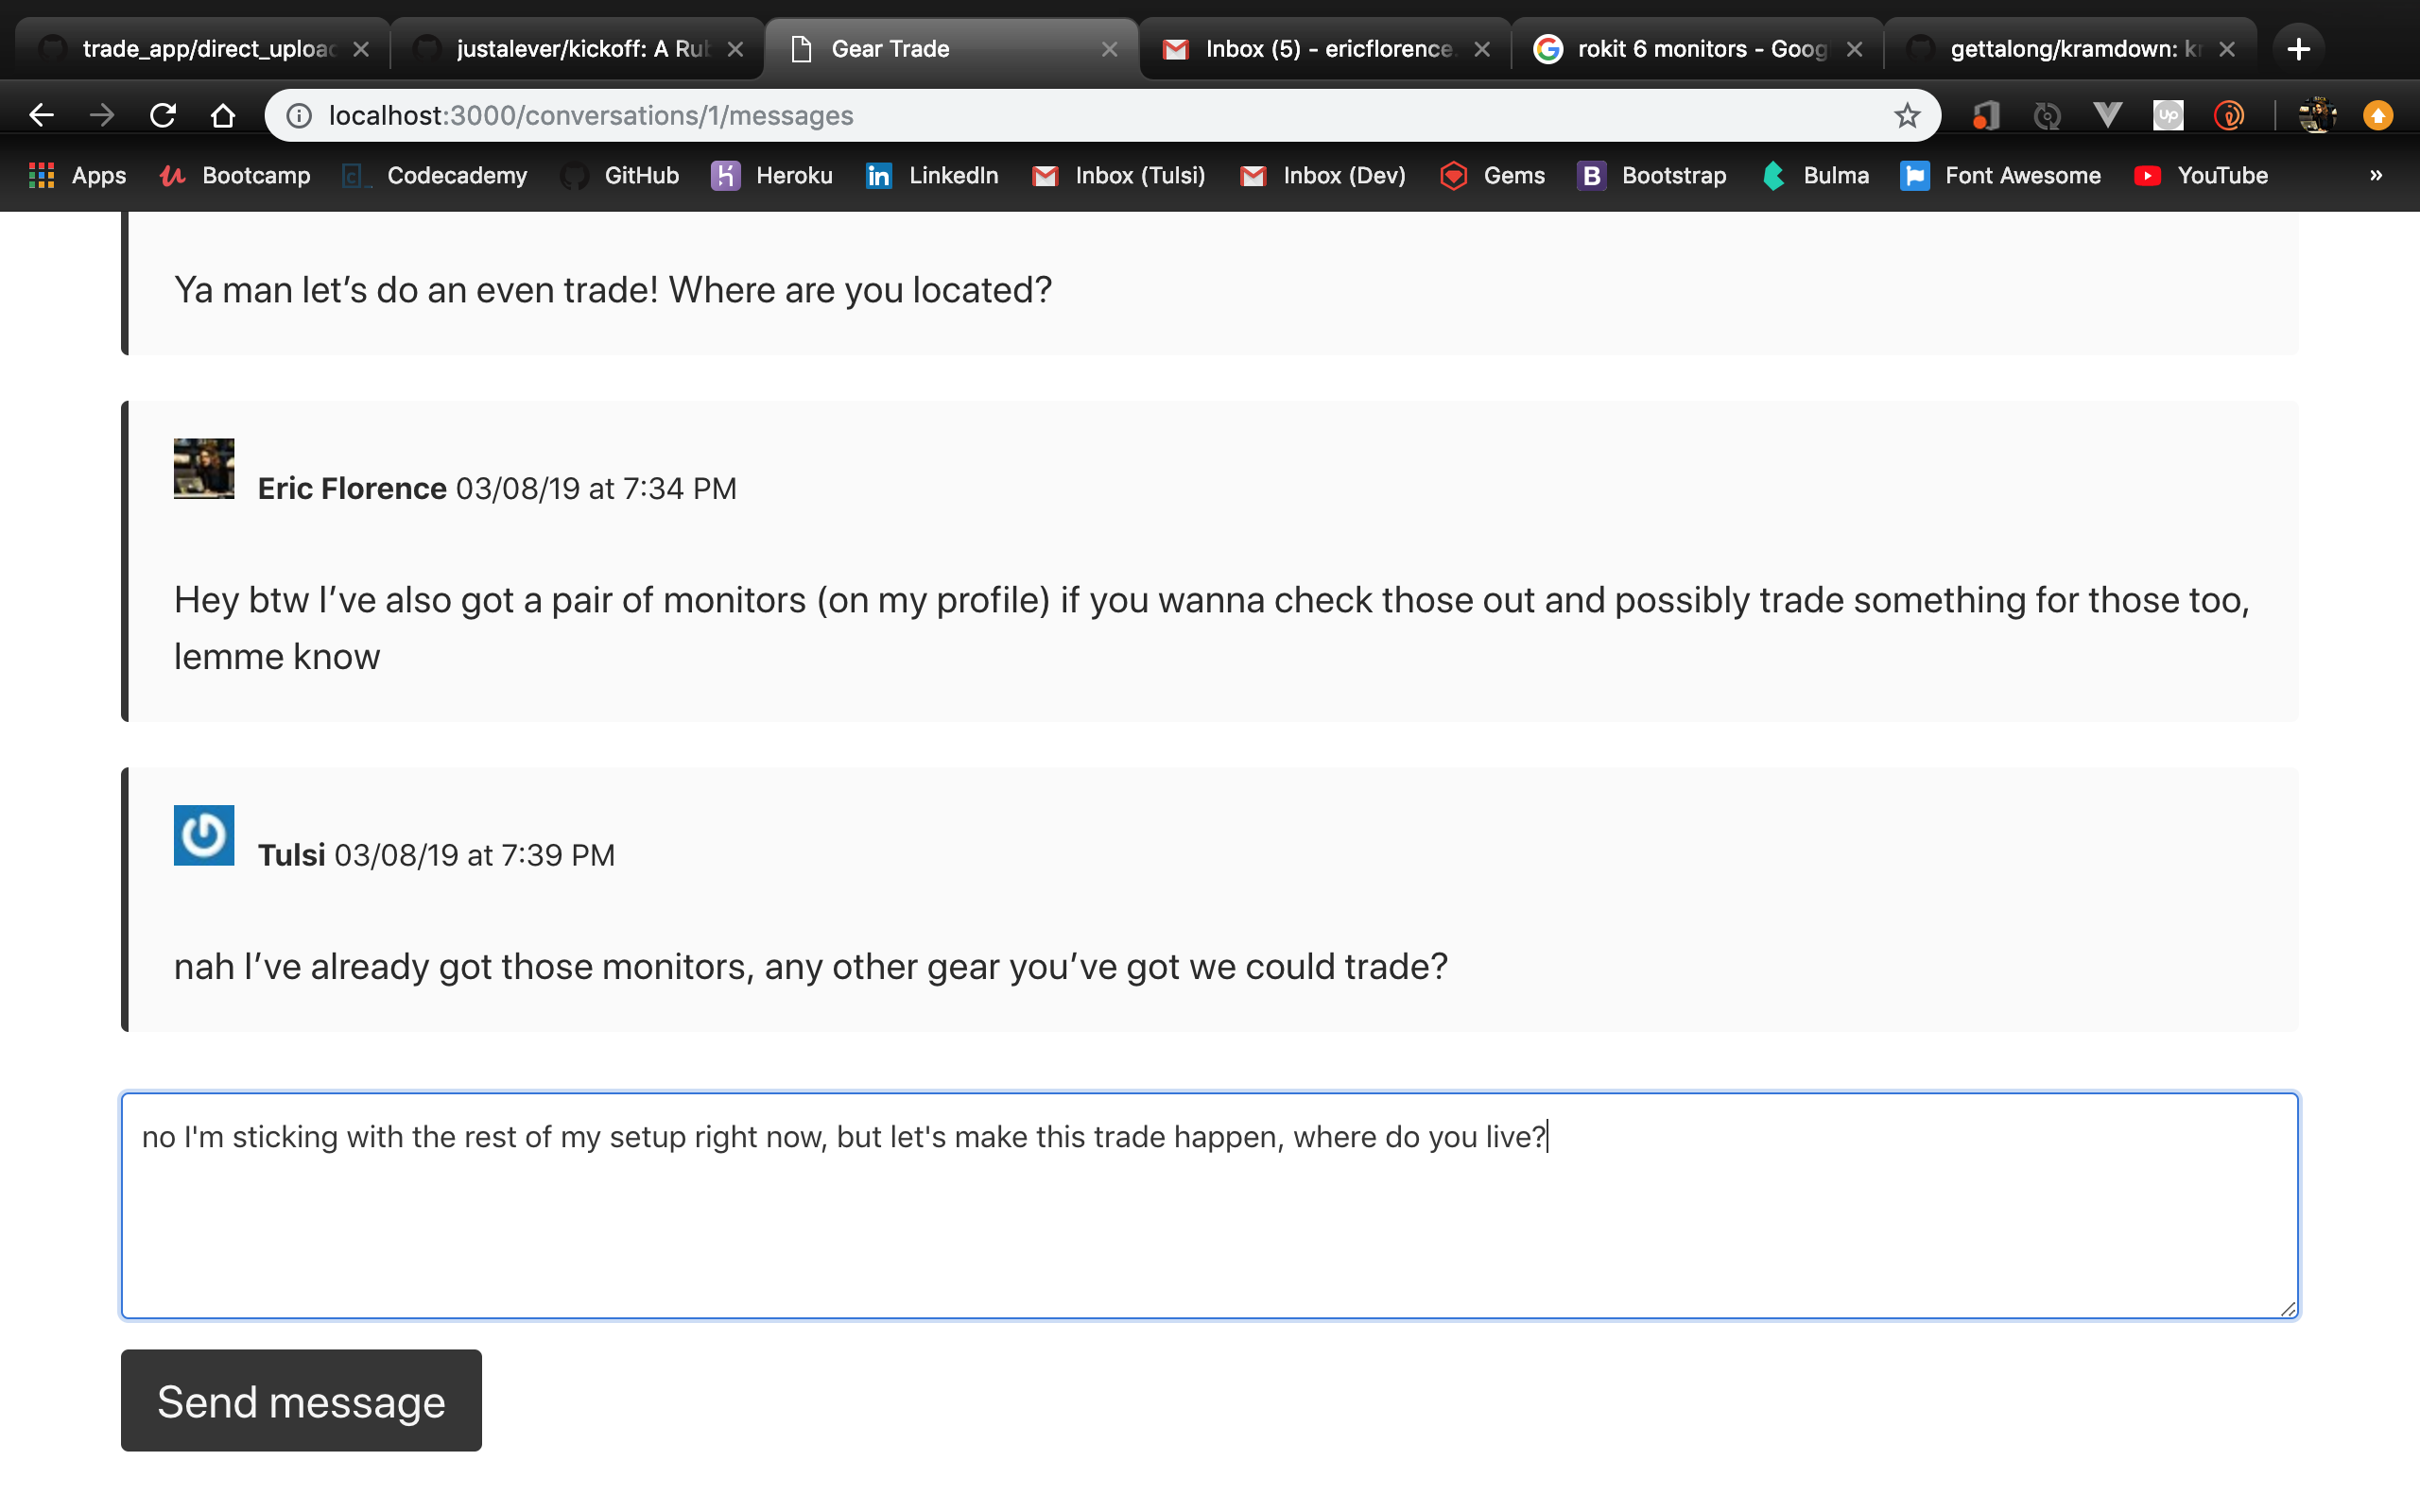 trade_app/direct_uploac
justalever/kickoff: A Rub
Gear Trade
Inbox (5) - ericflorence.
rokit 6 monitors - Goog
gettalong/kramdown: kr
localhost:3000/conversations/1/messages
up
Apps
Bootcamp
Codecademy
GitHub
Heroku
LinkedIn
Inbox (Tulsi)
Inbox (Dev)
Gems
B Bootstrap
Bulma
Font Awesome
YouTube
»
Ya man let’s do an even trade! Where are you located?
Eric Florence 03/08/19 at 7:34 PM
Hey btw I’ve also got a pair of monitors (on my profile) if you wanna check those out and possibly trade something for those too,
lemme know
Tulsi 03/08/19 at 7:39 PM
nah I’ve already got those monitors, any other gear you’ve got we could trade?
no I'm sticking with the rest of my setup right now, but let's make this trade happen, where do you live?
Send message